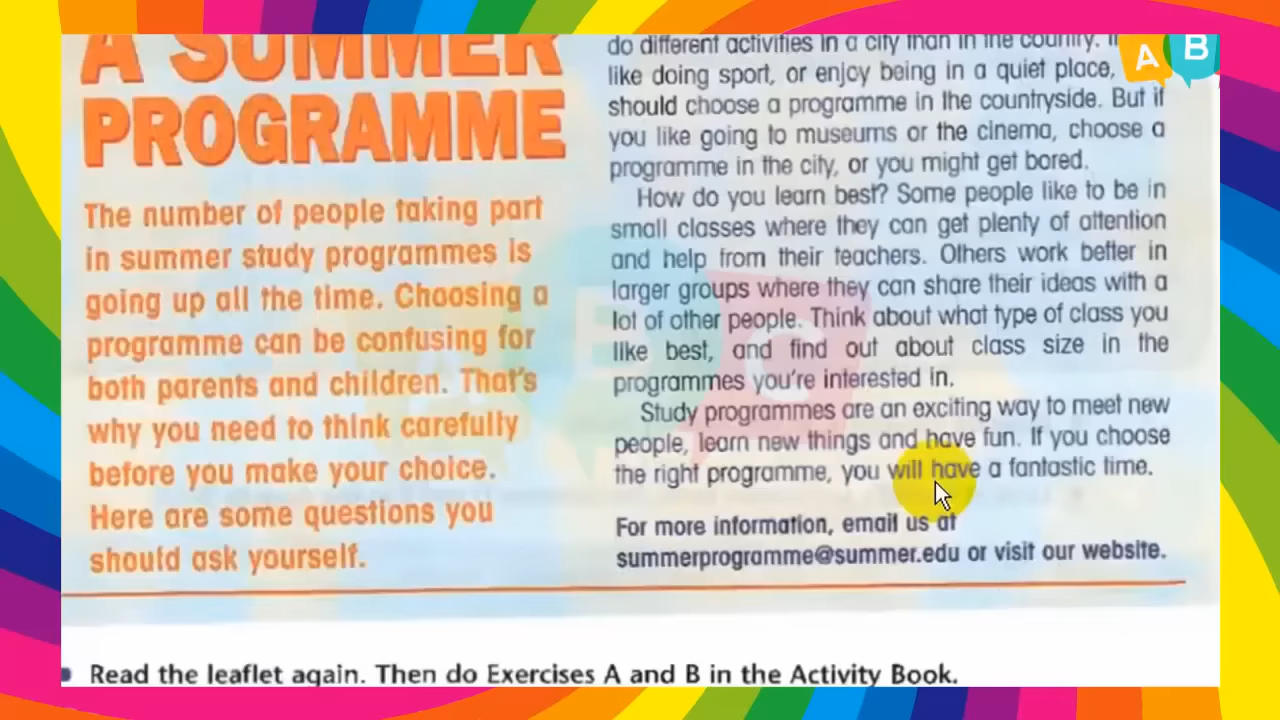 A SUMMER
PROGRAMME
The number of people taking part
in summer study programmes is
going up all the time. Choosing a
programme can be confusing for
both parents and children. That's
why you need to think carefully
before you make your choice.
Here are some questions you
should ask yourself.
do different activities in a city than in the country.
like doing sport, or enjoy being in a quiet place,
should choose a programme in the countryside. But if
you like going to museums or the cinema, choose a
programme in the city, or you might get bored.
How do you learn best? Some people like to be in
small classes where they can get plenty of attention
and help from their teachers. Others work better in
larger groups where they can share their ideas with a
lot of other people. Think about what type of class you
like best, and find out about class size in the
programmes you're interested in.
Study programmes are an exciting way to meet new
people, learn new things and have fun. If you choose
the right programme, you will have a fantastic time.
For more information, email us at
summerprogramme@summer.edu or visit our website.
Read the leaflet again. Then do Exercises A and B in the Activity Book.
A B
B C